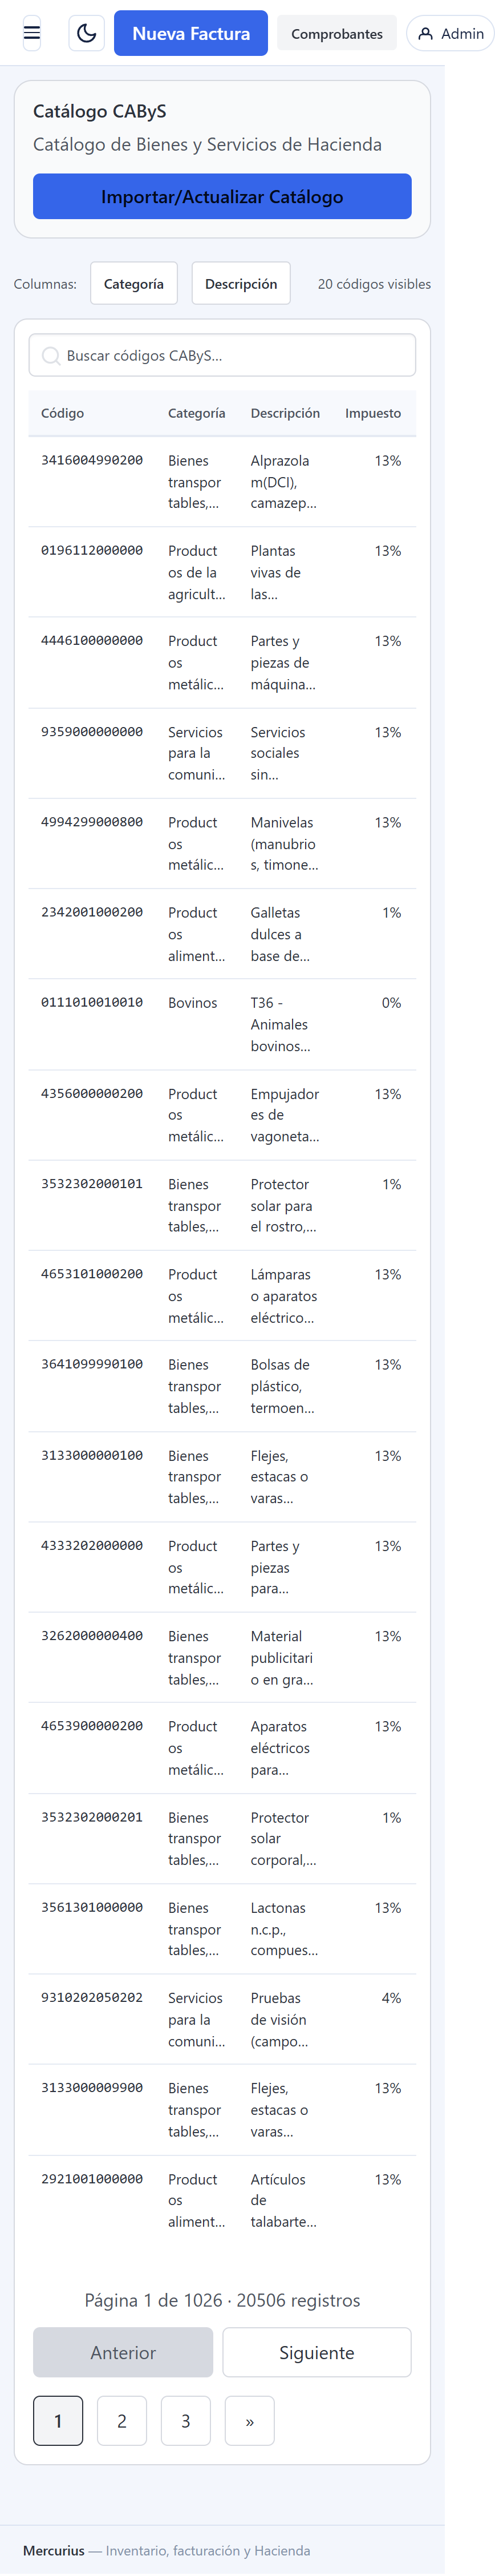 Nueva Factura
Comprobantes
Admin
Catálogo CAByS
Catálogo de Bienes y Servicios de Hacienda
Importar/Actualizar Catálogo
Columnas: Categoría Descripción 20 códigos visibles
Buscar códigos CAByS...
Código Categoría Descripción Impuesto
3416004990200 Bienes Alprazola 13%
transpor m(DCI),
tables,... camazep...
0196112000000 Product Plantas 13%
os de la vivas de
agricult... las...
4446100000000 Product Partes y 13%
os piezas de
metálic... máquina...
9359000000000 Servicios Servicios 13%
para la sociales
comuni... sin...
4994299000800 Product Manivelas 13%
os (manubrio
metálic... s, timone...
2342001000200 Product Galletas 1%
os dulces a
aliment... base de...
0111010010010 Bovinos T36 - 0%
Animales
bovinos...
4356000000200 Product Empujador 13%
os es de
metálic... vagoneta...
3532302000101 Bienes Protector 1%
transpor solar para
tables,... el rostro,...
4653101000200 Product Lámparas 13%
os o aparatos
metálic... eléctrico...
3641099990100 Bienes Bolsas de 13%
transpor plástico,
tables,... termoen...
3133000000100 Bienes Flejes, 13%
transpor estacas o
tables,... varas...
4333202000000 Product Partes y 13%
os piezas
metálic... para...
3262000000400 Bienes Material 13%
transpor publicitari
tables,... o en gra...
4653900000200 Product Aparatos 13%
os eléctricos
metálic... para...
3532302000201 Bienes Protector 1%
transpor solar
tables,... corporal,...
3561301000000 Bienes Lactonas 13%
transpor n.c.p.,
tables,... compues...
9310202050202 Servicios Pruebas 4%
para la de visión
comuni... (campo...
3133000009900 Bienes Flejes, 13%
transpor estacas o
tables,... varas...
2921001000000 Product Artículos 13%
os de
aliment... talabarte...
Página 1 de 1026 · 20506 registros
Anterior Siguiente
1 2 3 »
Mercurius — Inventario, facturación y Hacienda